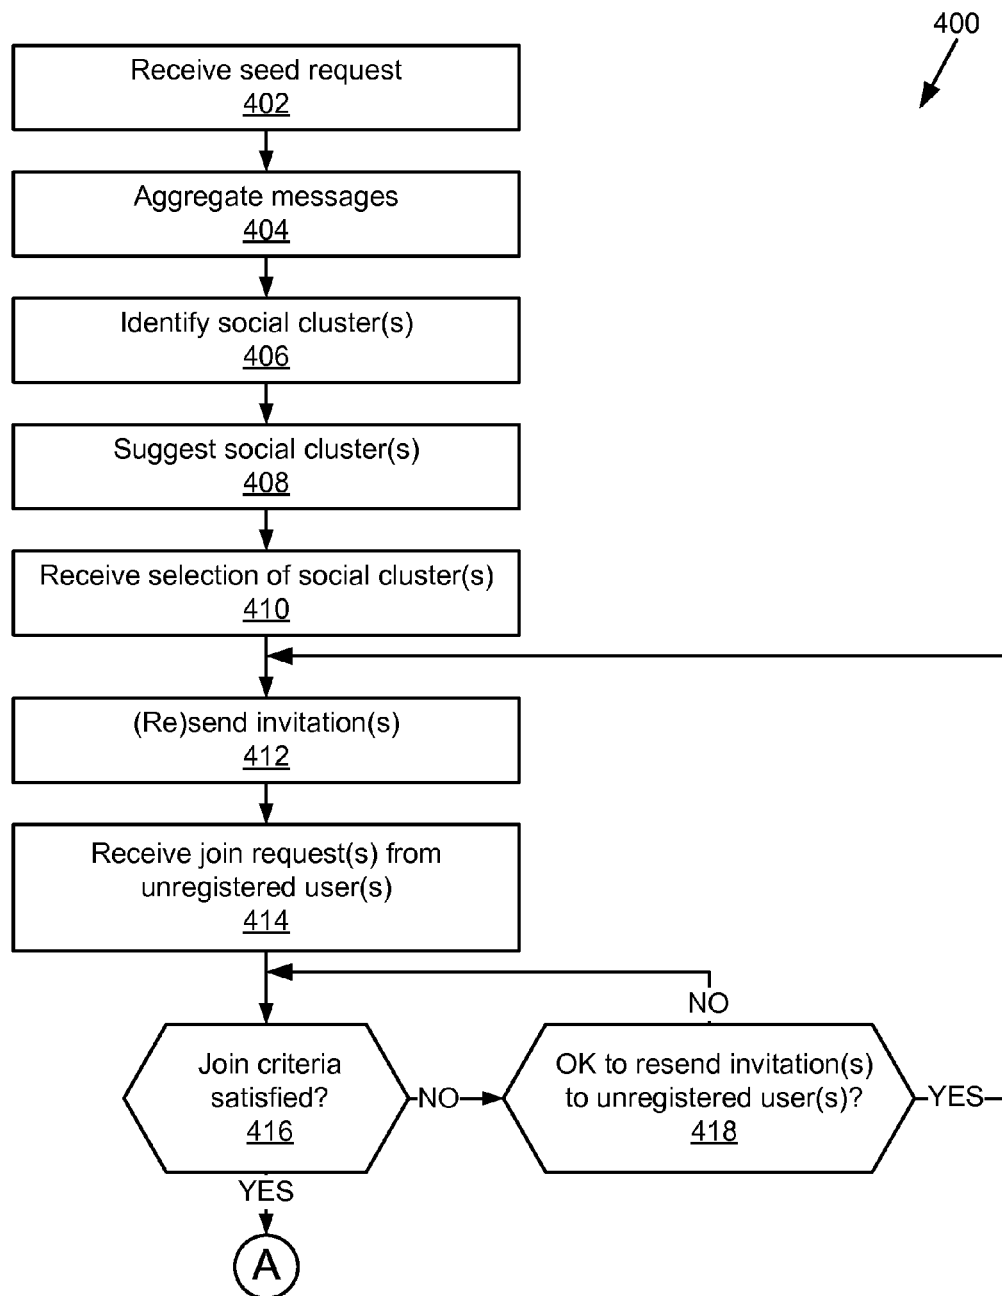 400
Receive seed request
402
Aggregate messages
404
Identify social cluster(s)
406
Suggest social cluster(s)
408
Receive selection of social cluster(s)
410
(Re)send invitation(s)
412
Receive join request(s) from
unregistered user(s)
414
NO
Join criteria
satisfied?
416
NO
OK to resend invitation(s)
to unregistered user(s)?
418
YES
YES
A